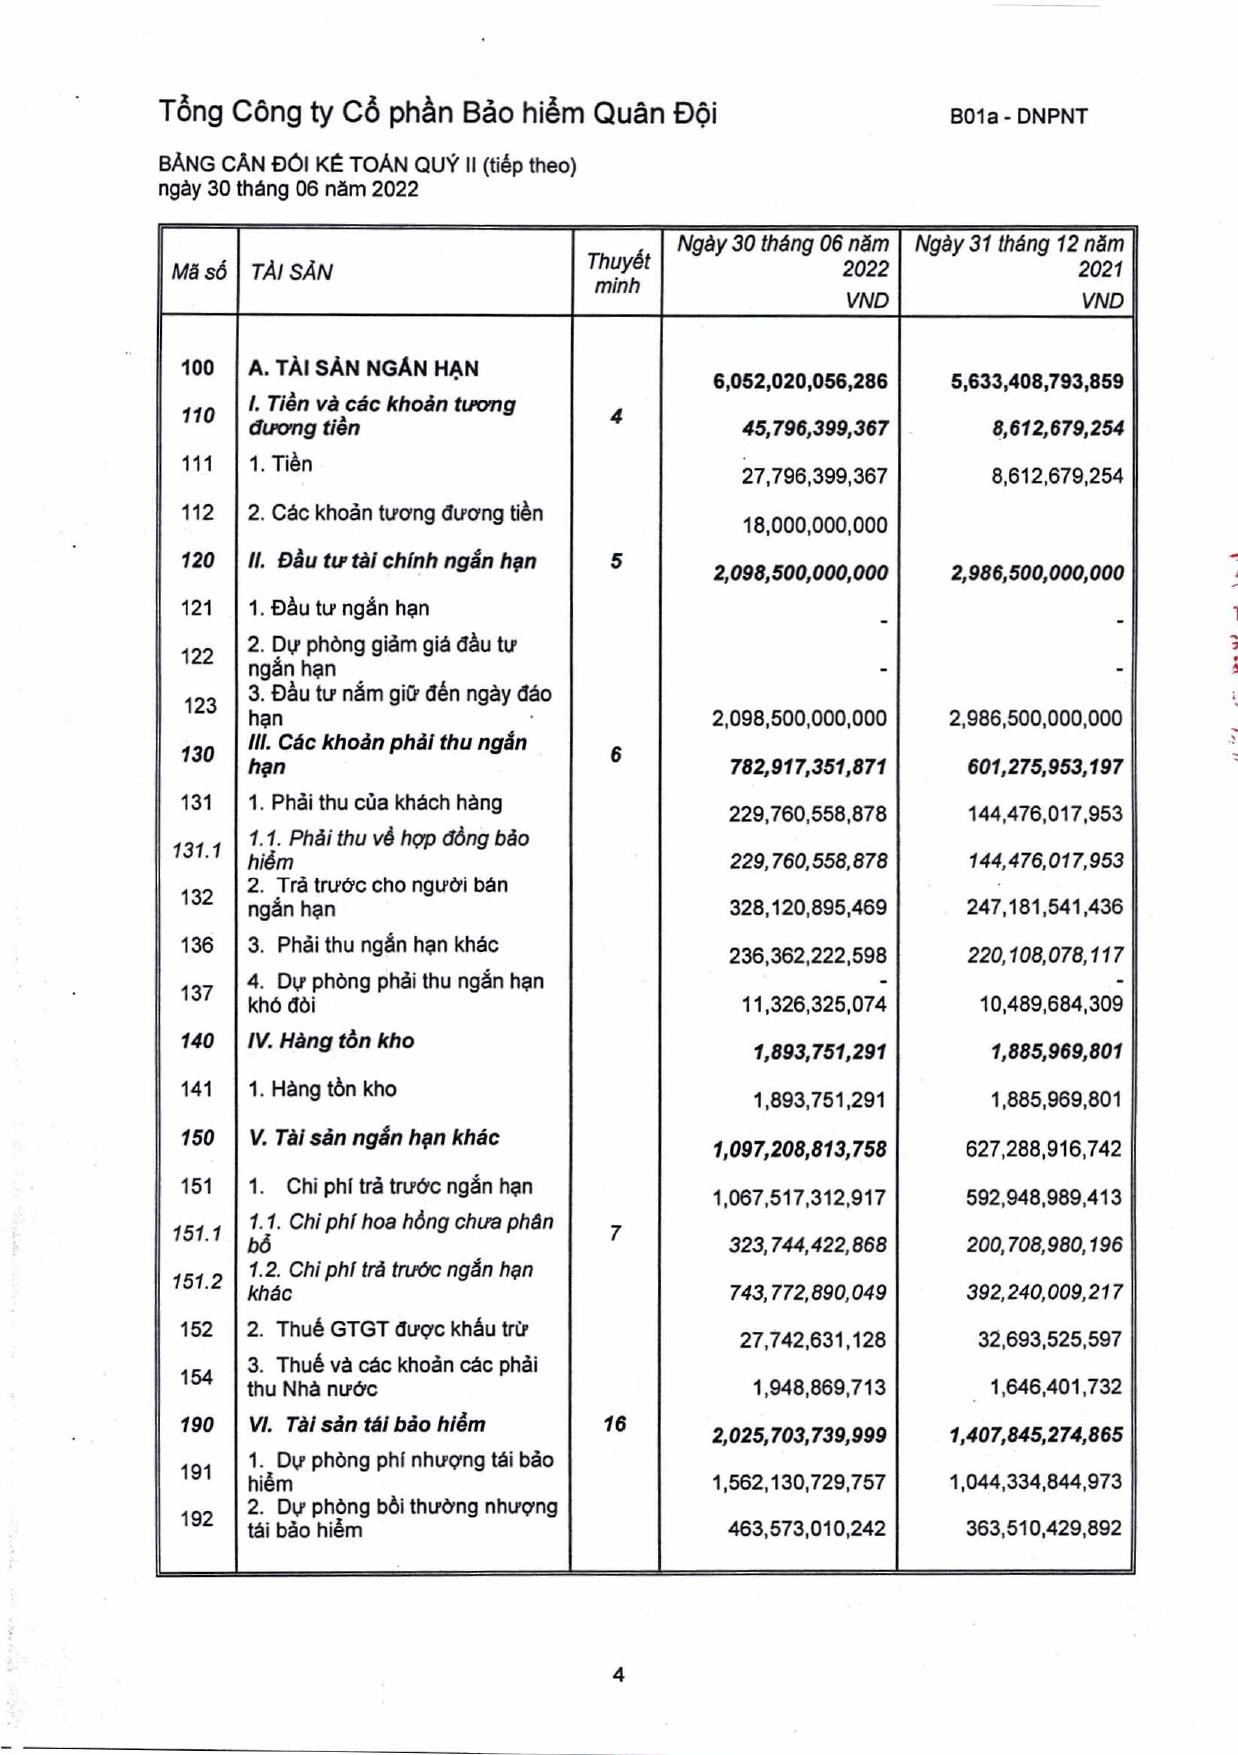 Tổng Công ty Cổ phần Bảo hiểm Quân Đội B01a - DNPNT
BẢNG CÂN ĐỐI KẾ TOÁN QUÝ II (tiếp theo)
ngày 30 tháng 06 năm 2022
Mã số TÀI SẢN Thuyết minh Ngày 30 tháng 06 năm 2022 VND Ngày 31 tháng 12 năm 2021 VND
100 A. TÀI SẢN NGẮN HẠN 6,052,020,056,286 5,633,408,793,859
110 I. Tiền và các khoản tương đương tiền 4 45,796,399,367 8,612,679,254
111 1. Tiền 27,796,399,367 8,612,679,254
112 2. Các khoản tương đương tiền 18,000,000,000
120 II. Đầu tư tài chính ngắn hạn 5 2,098,500,000,000 2,986,500,000,000
121 1. Đầu tư ngắn hạn - -
122 2. Dự phòng giảm giá đầu tư ngắn hạn - -
123 3. Đầu tư nắm giữ đến ngày đáo hạn 2,098,500,000,000 2,986,500,000,000
130 III. Các khoản phải thu ngắn hạn 6 782,917,351,871 601,275,953,197
131 1. Phải thu của khách hàng 229,760,558,878 144,476,017,953
131.1 1.1. Phải thu về hợp đồng bảo hiểm 229,760,558,878 144,476,017,953
132 2. Trả trước cho người bán ngắn hạn 328,120,895,469 247,181,541,436
136 3. Phải thu ngắn hạn khác 236,362,222,598 220,108,078,117
137 4. Dự phòng phải thu ngắn hạn khó đòi - 11,326,325,074 - 10,489,684,309
140 IV. Hàng tồn kho 1,893,751,291 1,885,969,801
141 1. Hàng tồn kho 1,893,751,291 1,885,969,801
150 V. Tài sản ngắn hạn khác 1,097,208,813,758 627,288,916,742
151 1. Chi phí trả trước ngắn hạn 1,067,517,312,917 592,948,989,413
151.1 1.1. Chi phí hoa hồng chưa phân bổ 7 323,744,422,868 200,708,980,196
151.2 1.2. Chi phí trả trước ngắn hạn khác 743,772,890,049 392,240,009,217
152 2. Thuế GTGT được khấu trừ 27,742,631,128 32,693,525,597
154 3. Thuế và các khoản các phải thu Nhà nước 1,948,869,713 1,646,401,732
190 VI. Tài sản tái bảo hiểm 16 2,025,703,739,999 1,407,845,274,865
191 1. Dự phòng phí nhượng tái bảo hiểm 1,562,130,729,757 1,044,334,844,973
192 2. Dự phòng bồi thường nhượng tái bảo hiểm 463,573,010,242 363,510,429,892
4